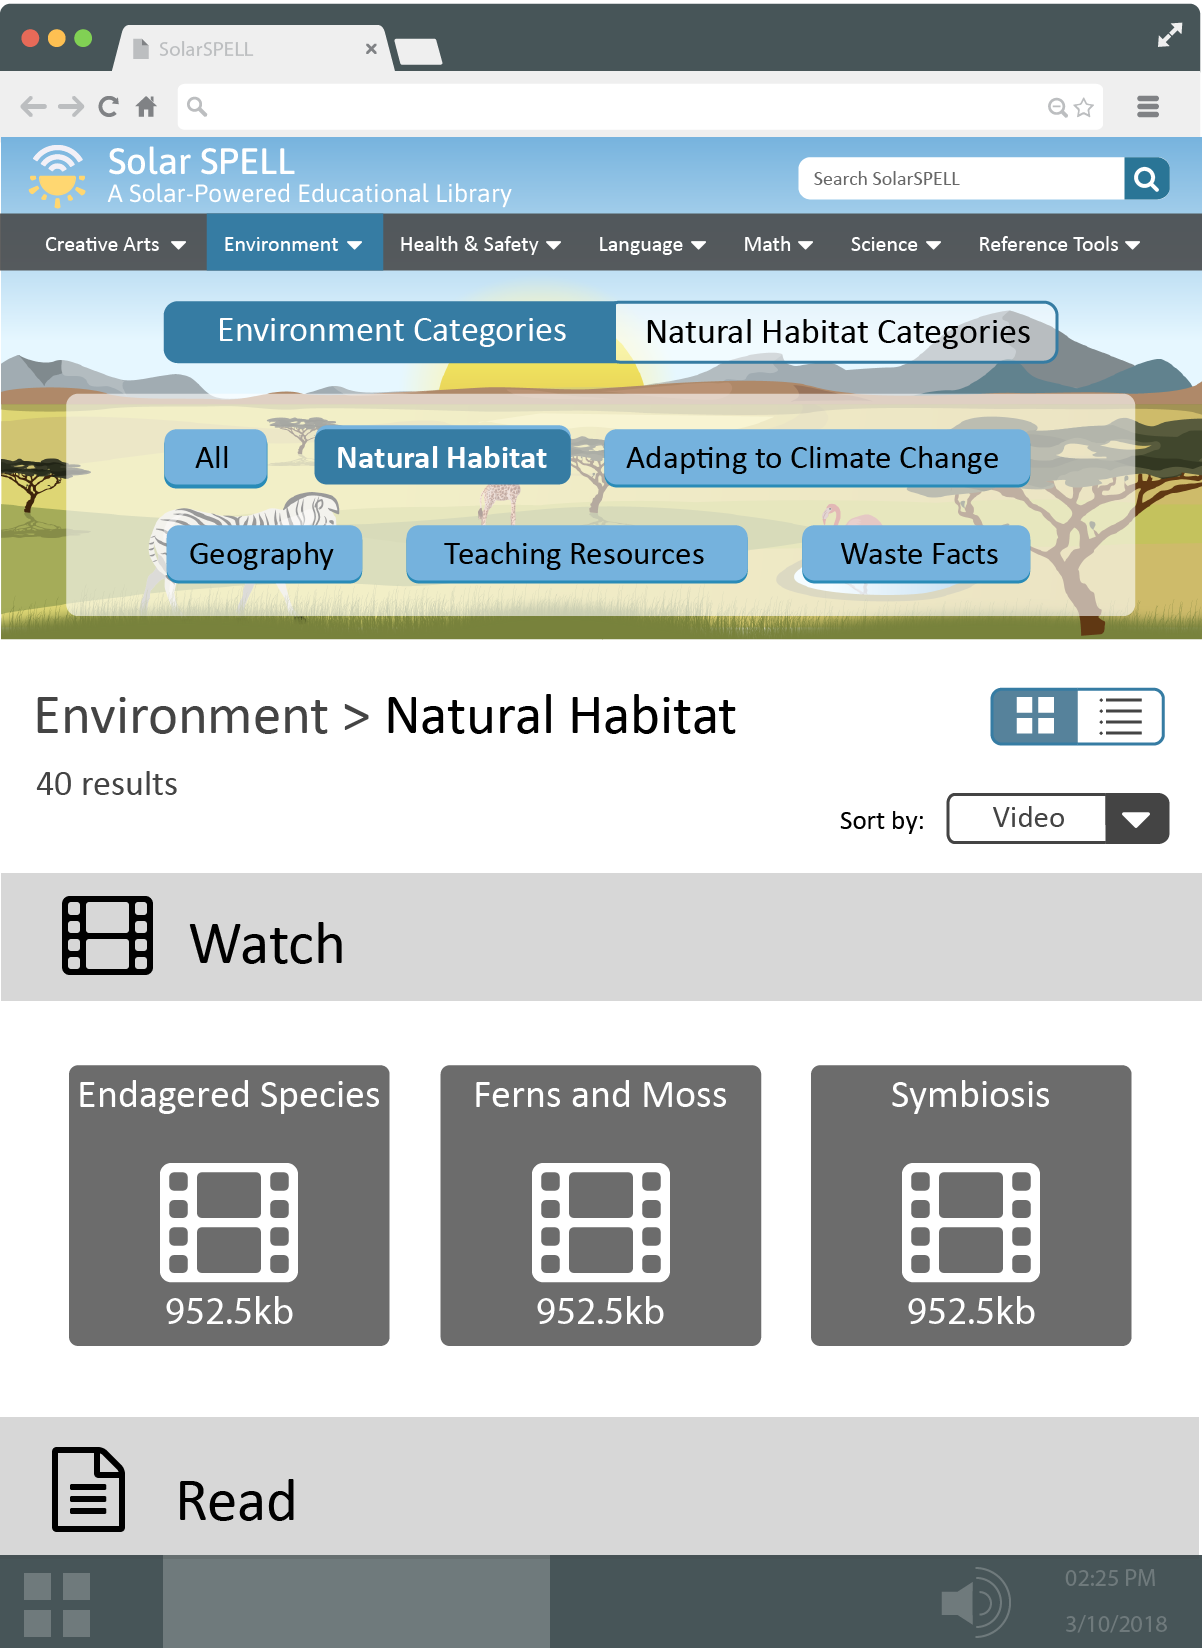 SolarSPELL
Solar SPELL
A Solar-Powered Educational Library
Search SolarSPELL
Creative Arts Environment Health & Safety Language Math Science Reference Tools
Environment Categories Natural Habitat Categories
All Natural Habitat Adapting to Climate Change
Geography Teaching Resources Waste Facts
Environment > Natural Habitat
40 results
Sort by: Video
Watch
Endagered Species Ferns and Moss Symbiosis
952.5kb 952.5kb 952.5kb
Read
02:25 PM
3/10/2018